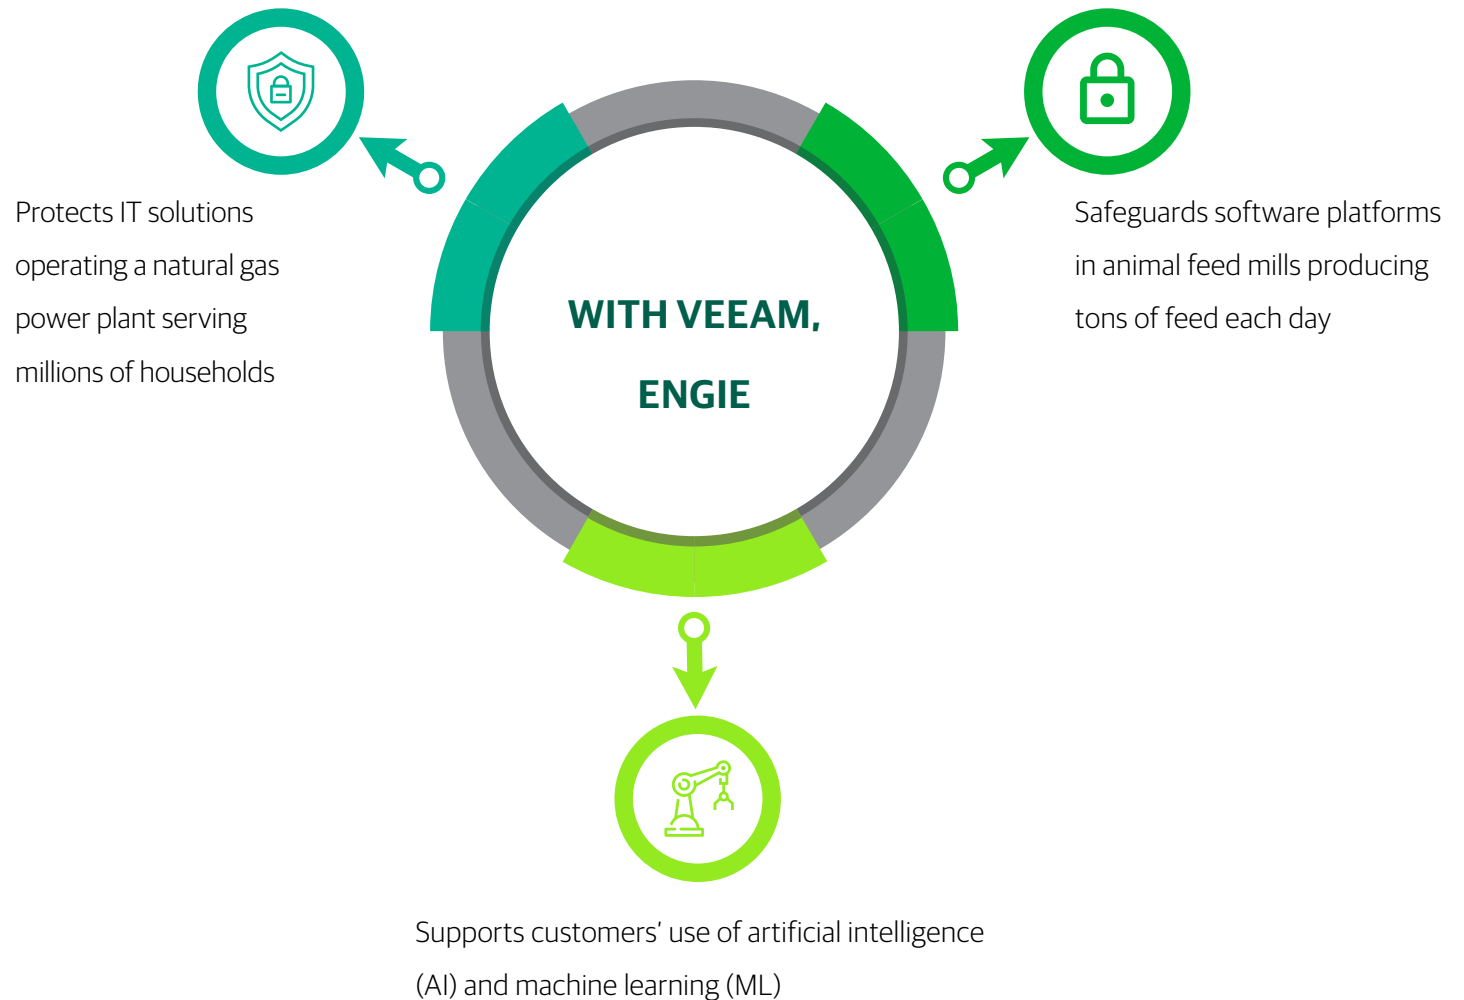 Protects IT solutions
operating a natural gas
power plant serving
millions of households
WITH VEEAM,
ENGIE
Safeguards software platforms
in animal feed mills producing
tons of feed each day
Supports customers’ use of artificial intelligence
(AI) and machine learning (ML)